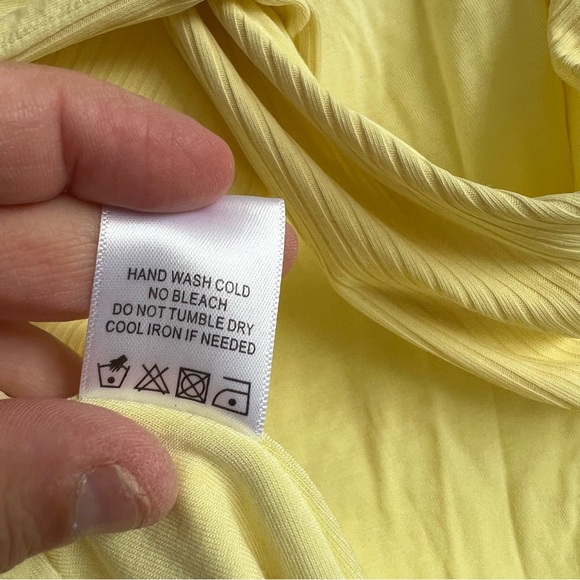 HAND WASH COLD
NO BLEACH
DO NOT TUMBLE DRY
COOL IRON IF NEEDED